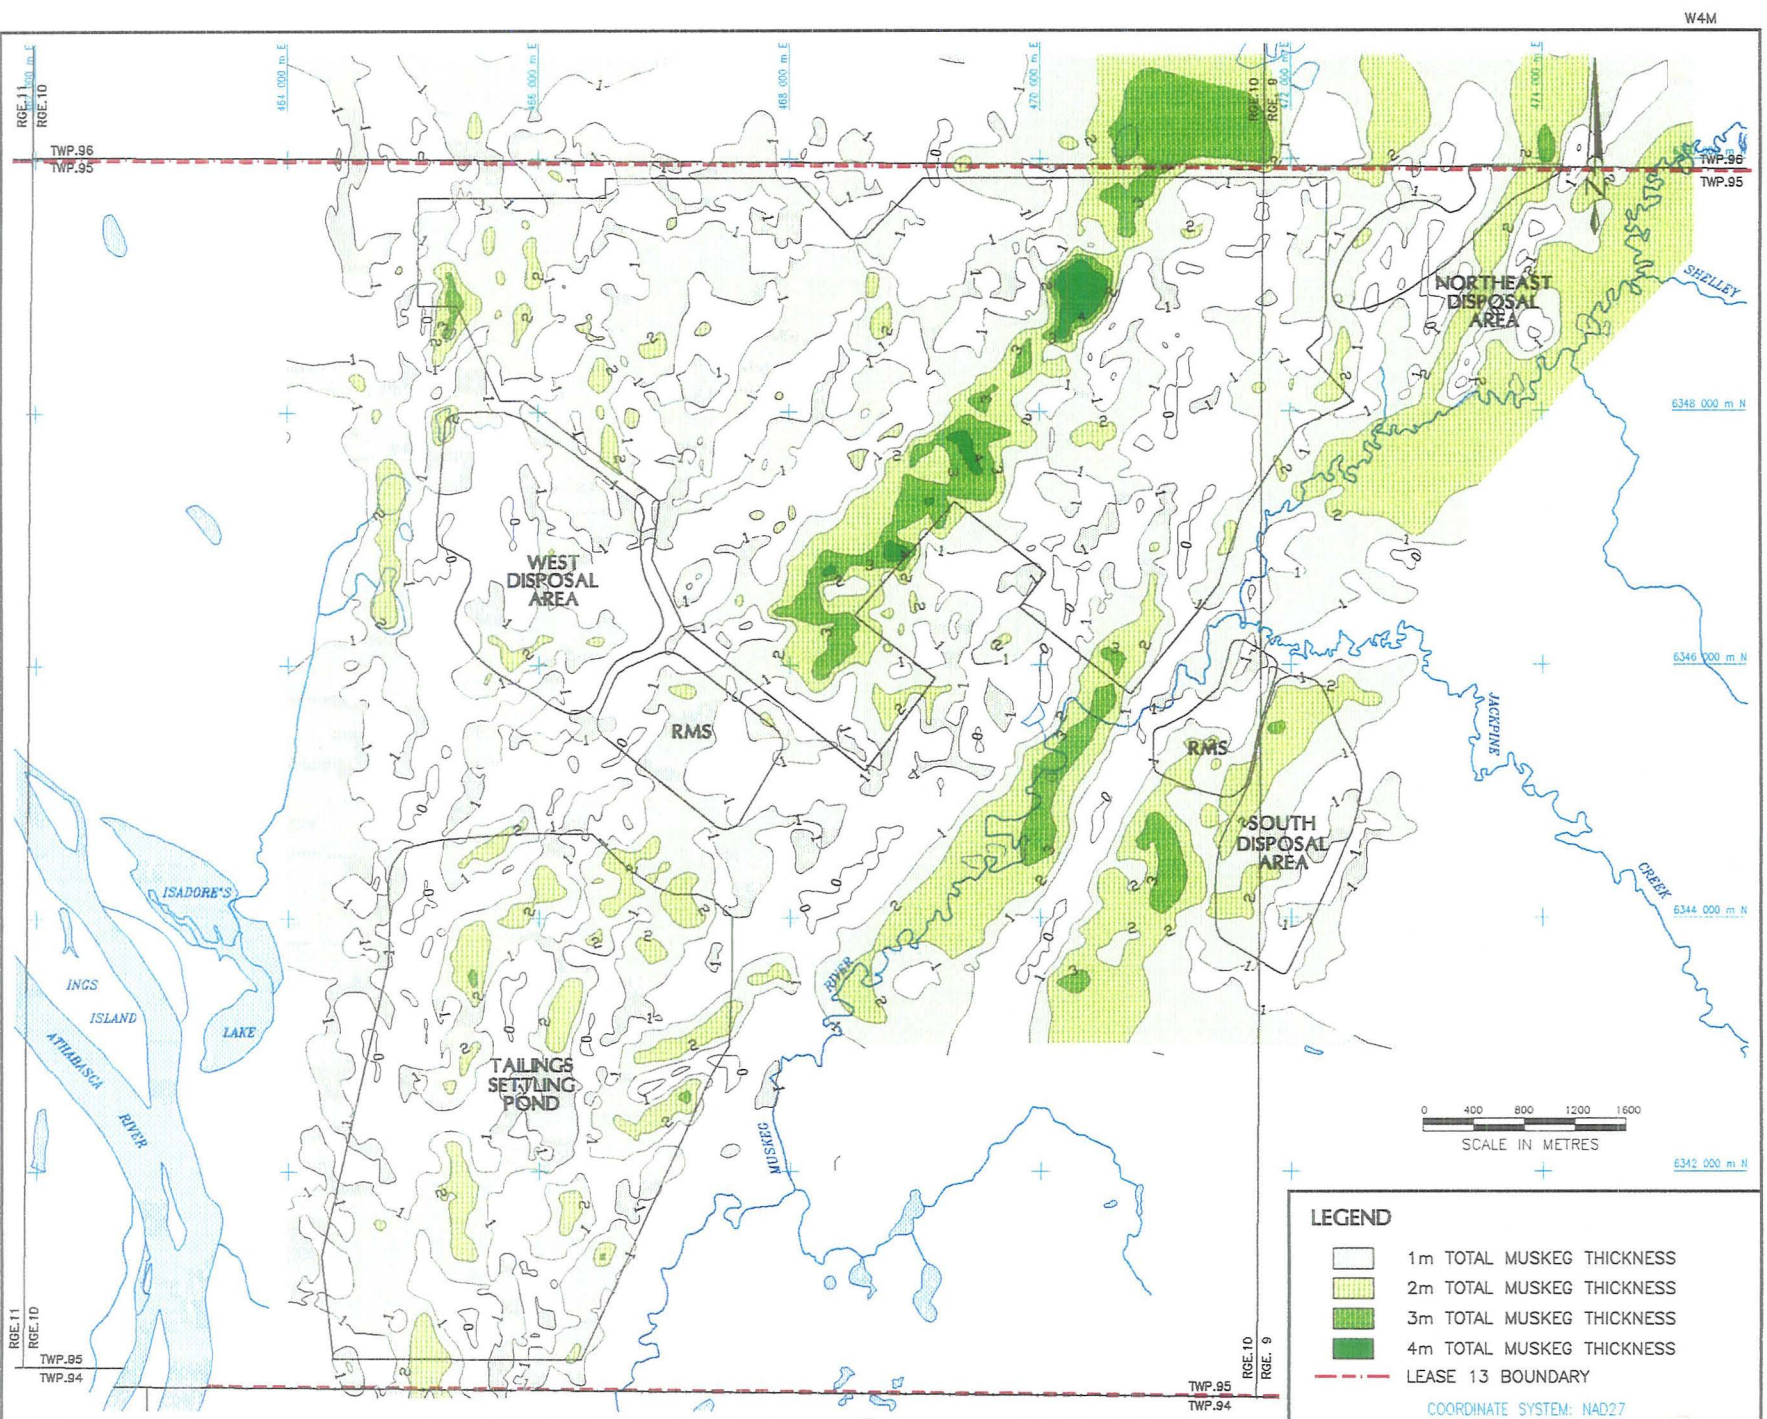 W4M
RGE.11
RGE.10
464 000 m E
466 000 m E
468 000 m E
470 000 m E
RGE.10
RGE. 9
472 000 m E
474 000 m E
TWP.96
TWP.95
TWP.96
TWP.95
SHELLEY
NORTHEAST
DISPOSAL
AREA
6348 000 m N
WEST
DISPOSAL
AREA
6346 000 m N
RMS
RMS
JACKPINE
CREEK
SOUTH
DISPOSAL
AREA
ISADORE'S
LAKE
6344 000 m N
INGS
ISLAND
ATHABASCA
RIVER
RIVER
MUSKEG
TAILINGS
SETTLING
POND
0 400 800 1200 1600
SCALE IN METRES
6342 000 m N
LEGEND
1m TOTAL MUSKEG THICKNESS
2m TOTAL MUSKEG THICKNESS
3m TOTAL MUSKEG THICKNESS
4m TOTAL MUSKEG THICKNESS
LEASE 13 BOUNDARY
COORDINATE SYSTEM: NAD27
RGE.11
RGE.10
TWP.95
TWP.94
RGE.10
RGE. 9
TWP.95
TWP.94